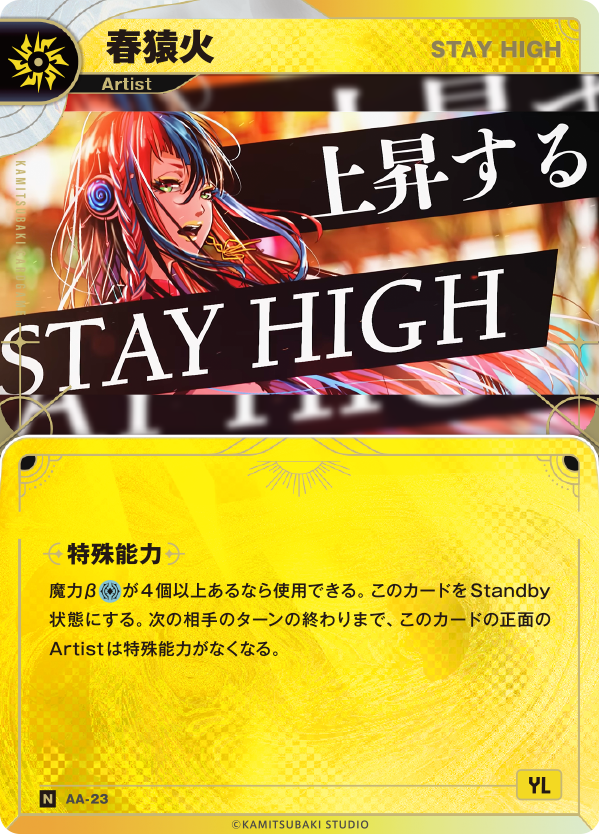 春猿火
STAY HIGH
Artist
上昇する
STAY HIGH
特殊能力
魔力βが4個以上あるなら使用できる。このカードをStandby
状態にする。次の相手のターンの終わりまで、このカードの正面の
Artistは特殊能力がなくなる。
N AA-23
YL
©KAMITSUBAKI STUDIO